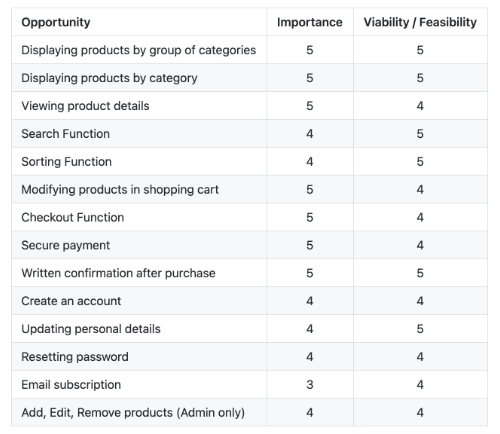 Opportunity Importance Viability / Feasibility
Displaying products by group of categories 5 5
Displaying products by category 5 5
Viewing product details 5 4
Search Function 4 5
Sorting Function 4 5
Modifying products in shopping cart 5 4
Checkout Function 5 4
Secure payment 5 4
Written confirmation after purchase 5 5
Create an account 4 4
Updating personal details 4 5
Resetting password 4 4
Email subscription 3 4
Add, Edit, Remove products (Admin only) 4 4